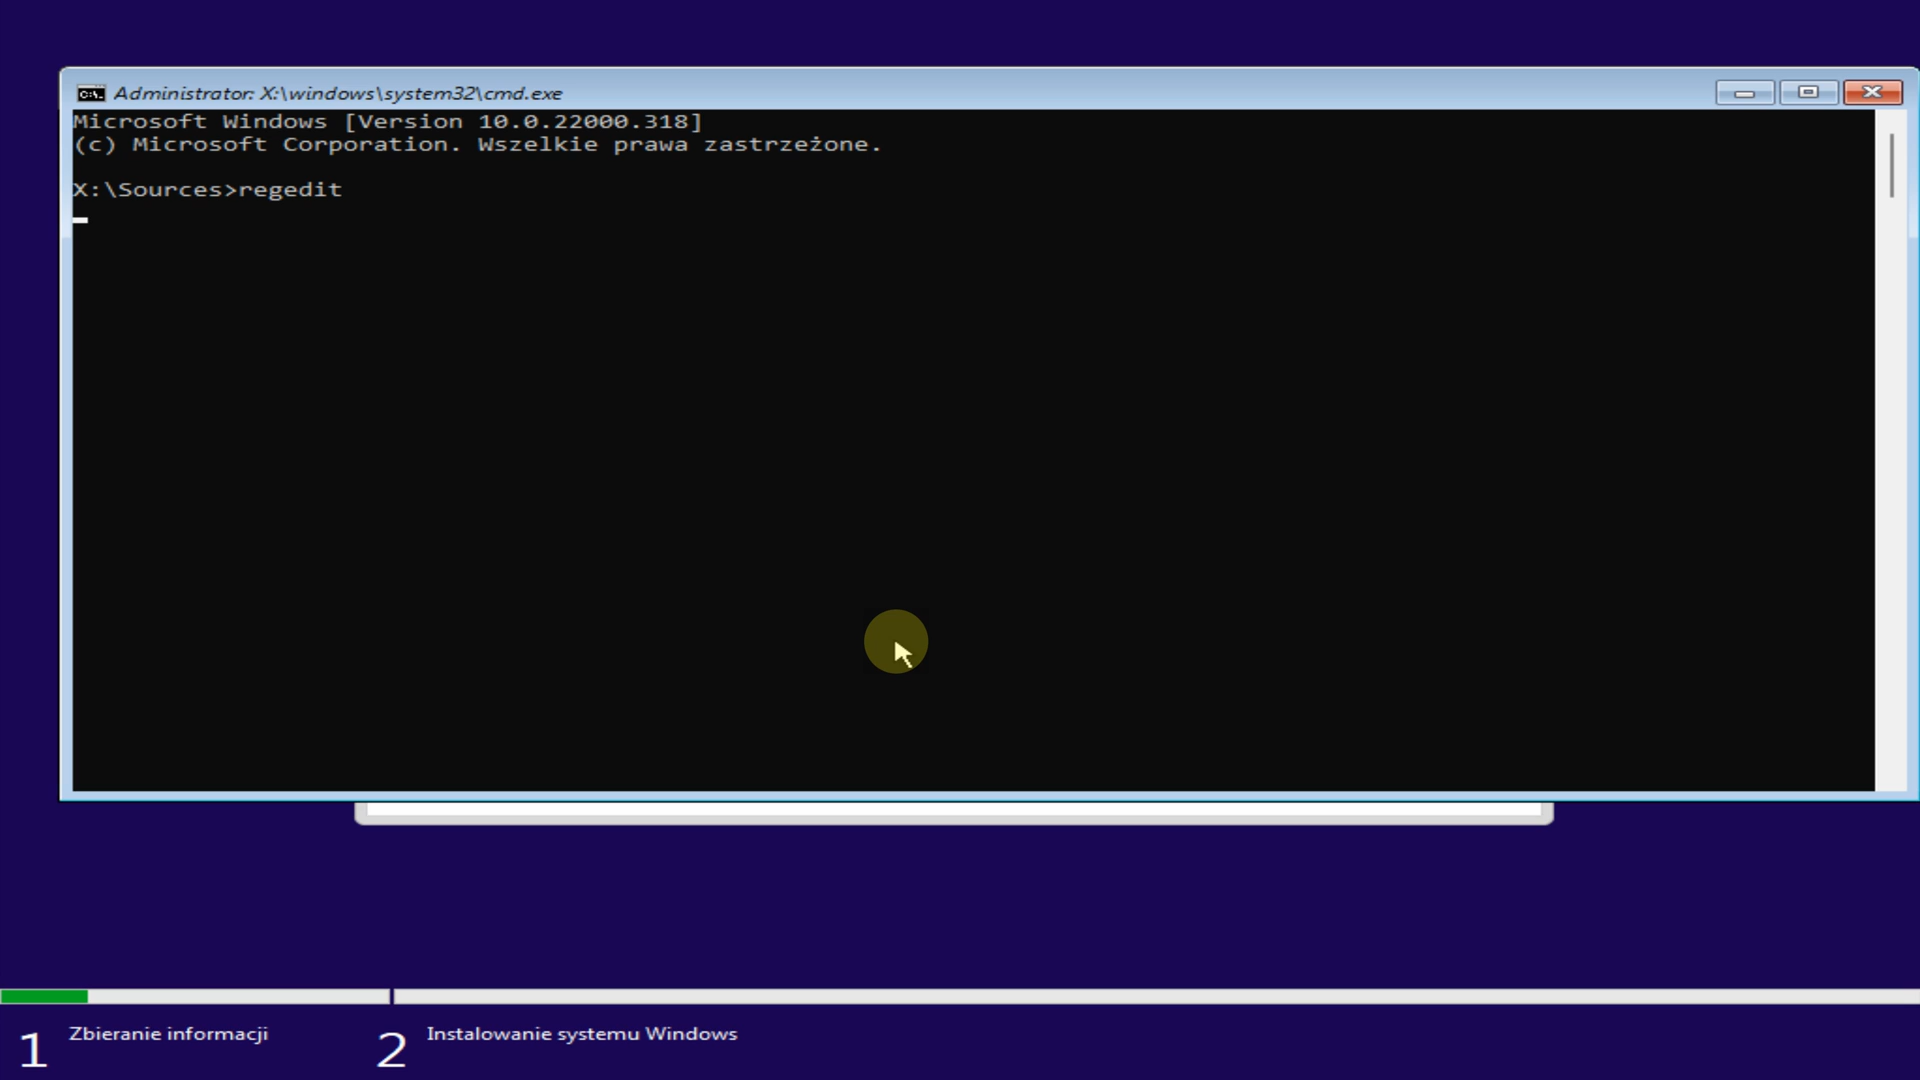 Administrator: X:\windows\system32\cmd.exe
Microsoft Windows [Version 10.0.22000.318]
(c) Microsoft Corporation. Wszelkie prawa zastrzeżone.
X:\Sources>regedit
1 Zbieranie informacji
2 Instalowanie systemu Windows